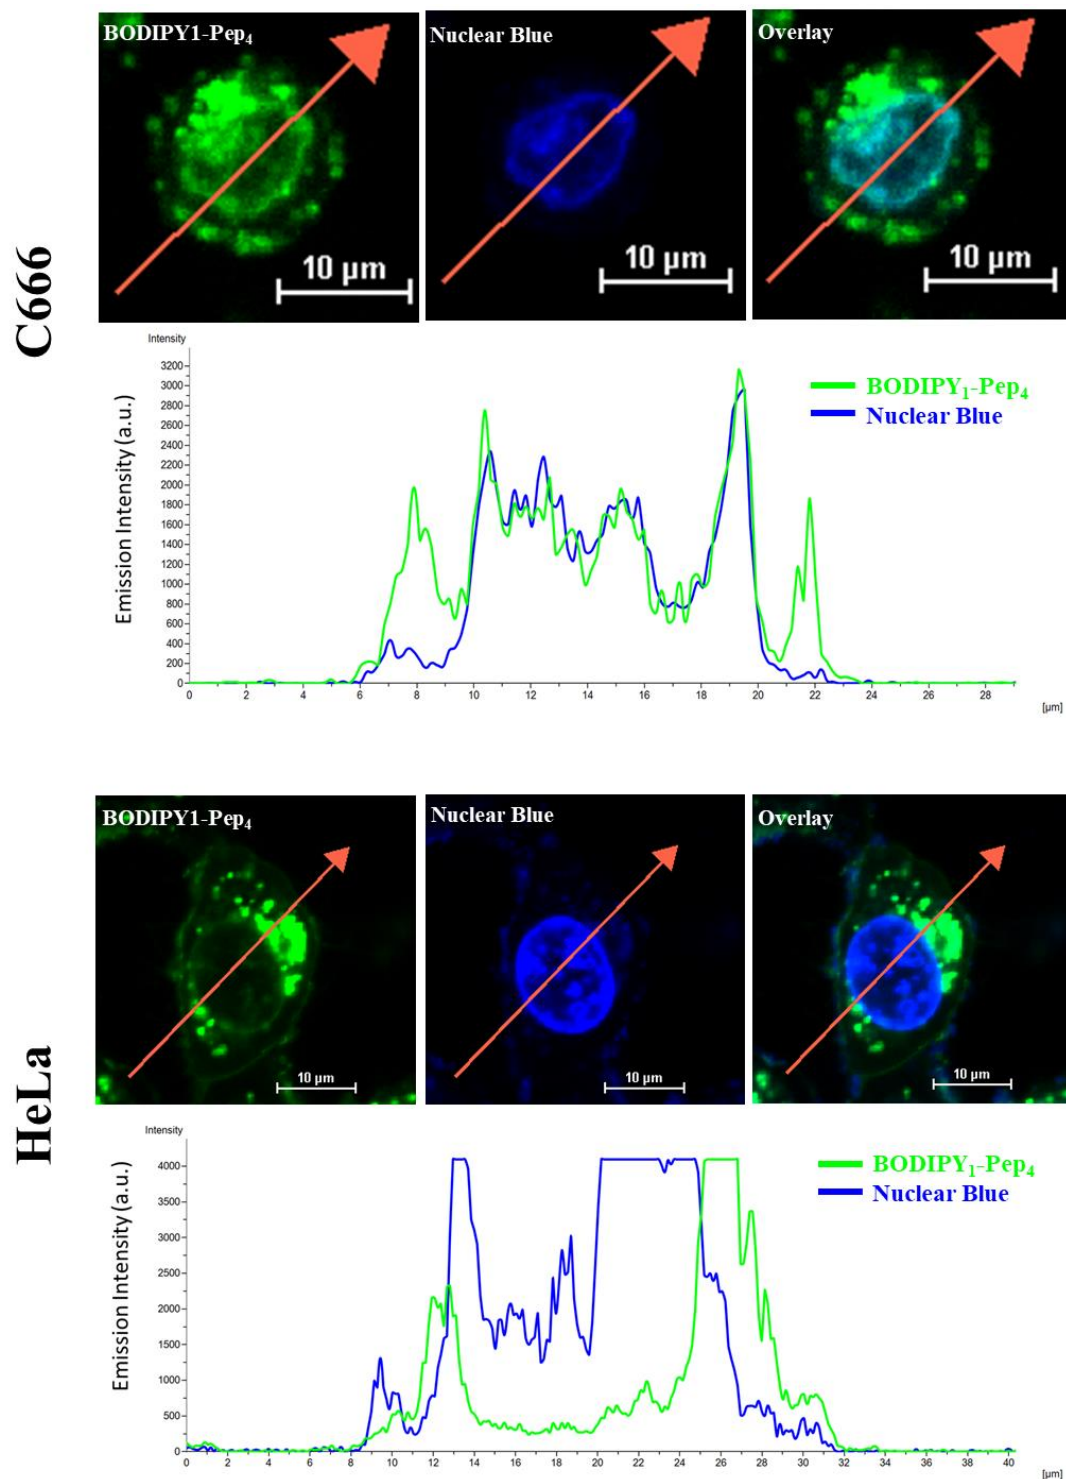 C666
BODIPY1-Pep₄ Nuclear Blue Overlay
10 μm 10 μm 10 μm
Intensity
Emission Intensity (a.u.)
3200
3000
2800
2600
2400
2200
2000
1800
1600
1400
1200
1000
800
600
400
200
0
BODIPY₁-Pep₄
Nuclear Blue
0 2 4 6 8 10 12 14 16 18 20 22 24 26 28
[μm]
HeLa
BODIPY1-Pep₄ Nuclear Blue Overlay
10 μm 10 μm 10 μm
Intensity
Emission Intensity (a.u.)
4000
3500
3000
2500
2000
1500
1000
500
0
BODIPY₁-Pep₄
Nuclear Blue
0 2 4 6 8 10 12 14 16 18 20 22 24 26 28 30 32 34 36 38 40
[μm]